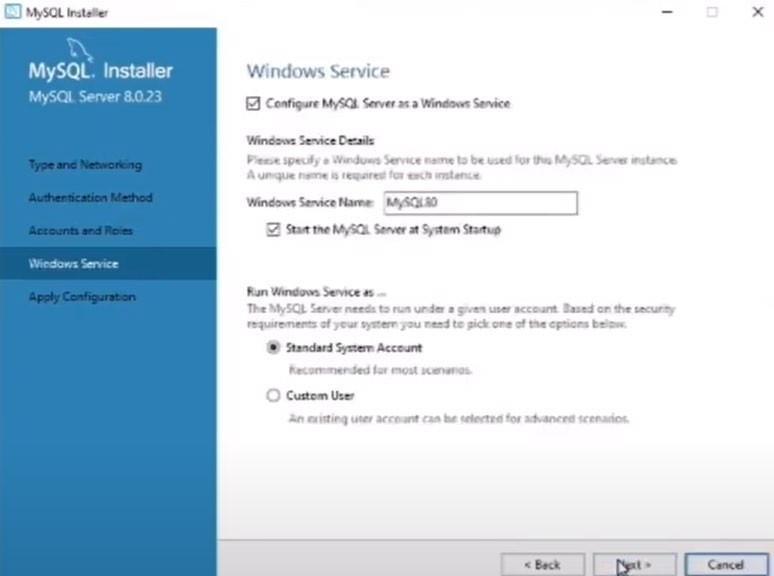 MySQL Installer
MySQL. Installer
MySQL Server 8.0.23
Type and Networking
Authentication Method
Accounts and Roles
Windows Service
Apply Configuration
Windows Service
Configure MySQL Server as a Windows Service
Windows Service Details
Please specify a Windows Service name to be used for this MySQL Server instance.
A unique name is required for each instance.
Windows Service Name: MySQL80
Start the MySQL Server at System Startup
Run Windows Service as ...
The MySQL Server needs to run under a given user account. Based on the security
requirements of your system you need to pick one of the options below.
Standard System Account
Recommended for most scenarios.
Custom User
An existing user account can be selected for advanced scenarios.
< Back Next > Cancel